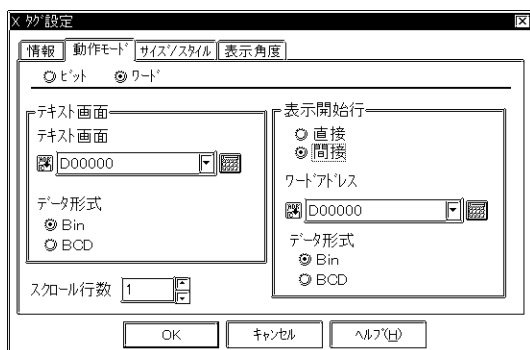 X ﾀｸﾞ設定
情報 動作ﾓｰﾄﾞ ｻｲｽﾞ/ｽﾀｲﾙ 表示角度
ﾋﾞｯﾄ ﾜｰﾄﾞ
テキスト画面
テキスト画面
D00000
データ形式
Bin
BCD
スクロール行数 1
表示開始行
直接
間接
ﾜｰﾄﾞｱﾄﾞﾚｽ
D00000
データ形式
Bin
BCD
OK ｷｬﾝｾﾙ ﾍﾙﾌﾟ(H)